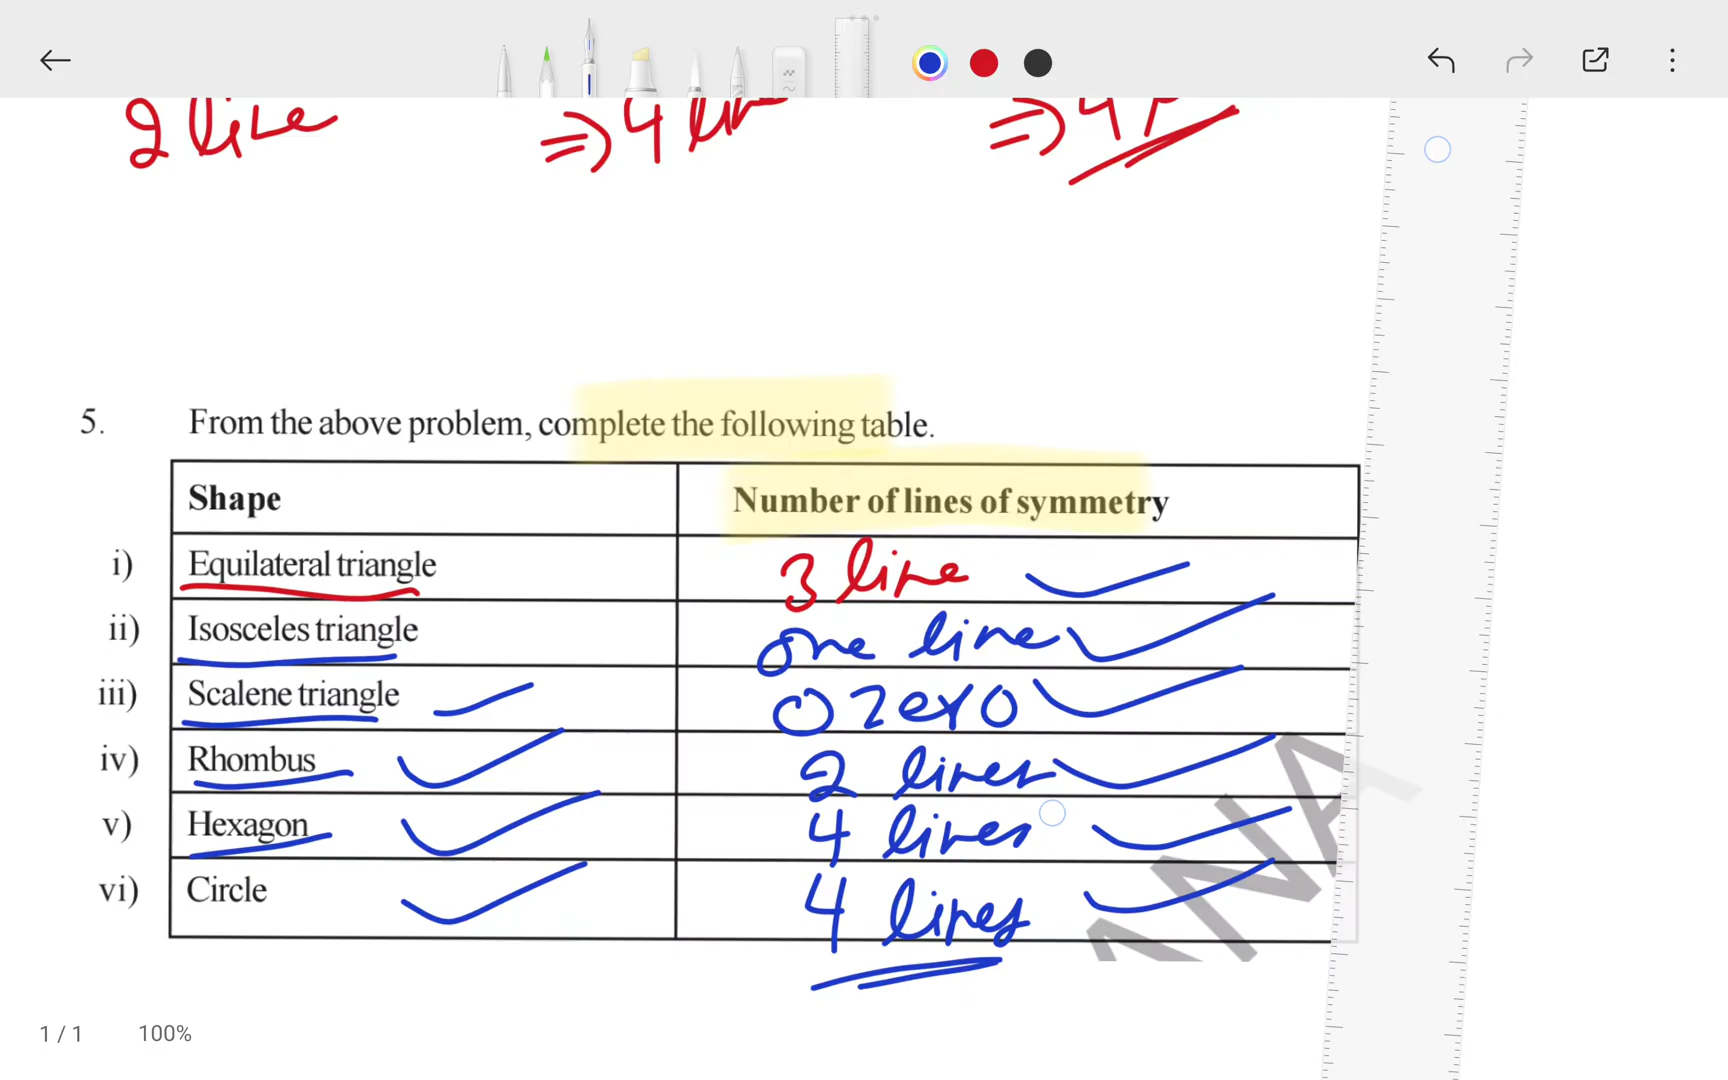 2 line ⇒ 4 line ⇒ 4
5. From the above problem, complete the following table.
Shape Number of lines of symmetry
i) Equilateral triangle 3 line
ii) Isosceles triangle one line
iii) Scalene triangle 0 zero
iv) Rhombus 2 lines
v) Hexagon 4 lines
vi) Circle 4 lines
ANA
1 / 1 100%